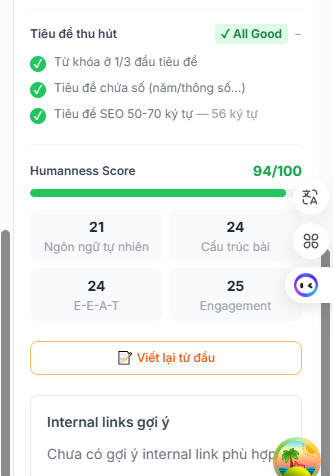 Tiêu đề thu hút ✓ All Good –
Từ khóa ở 1/3 đầu tiêu đề
Tiêu đề chứa số (năm/thông số...)
Tiêu đề SEO 50-70 ký tự — 56 ký tự
Humanness Score 94/100
21 24
Ngôn ngữ tự nhiên Cấu trúc bài
24 25
E-E-A-T Engagement
Viết lại từ đầu
Internal links gợi ý
Chưa có gợi ý internal link phù hợp